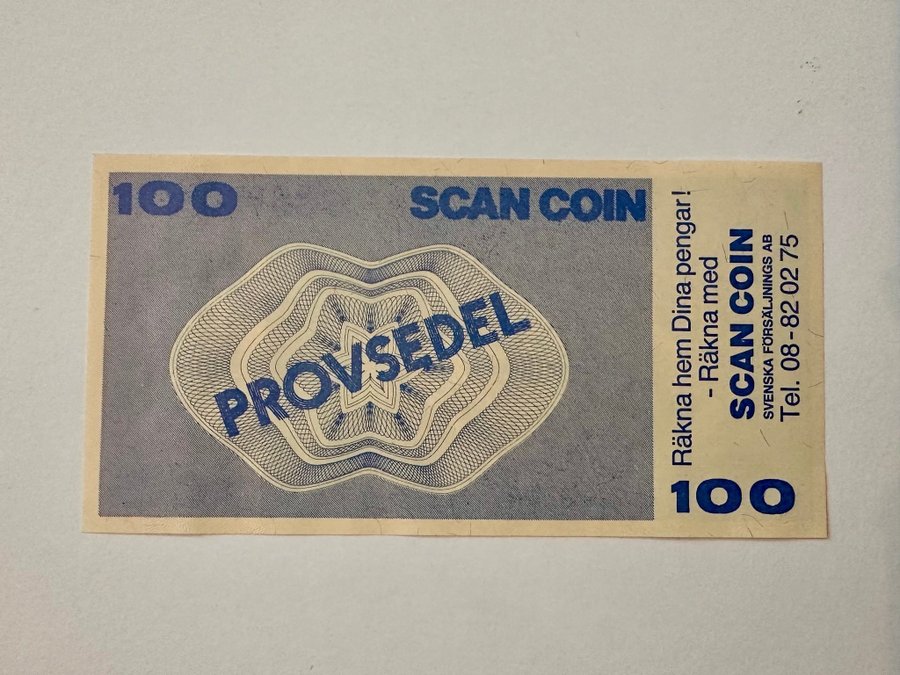 100
SCAN COIN
PROVSEDEL
Räkna hem Dina pengar!
- Räkna med
SCAN COIN
SVENSKA FÖRSÄLJNINGS AB
Tel. 08-82 02 75
100